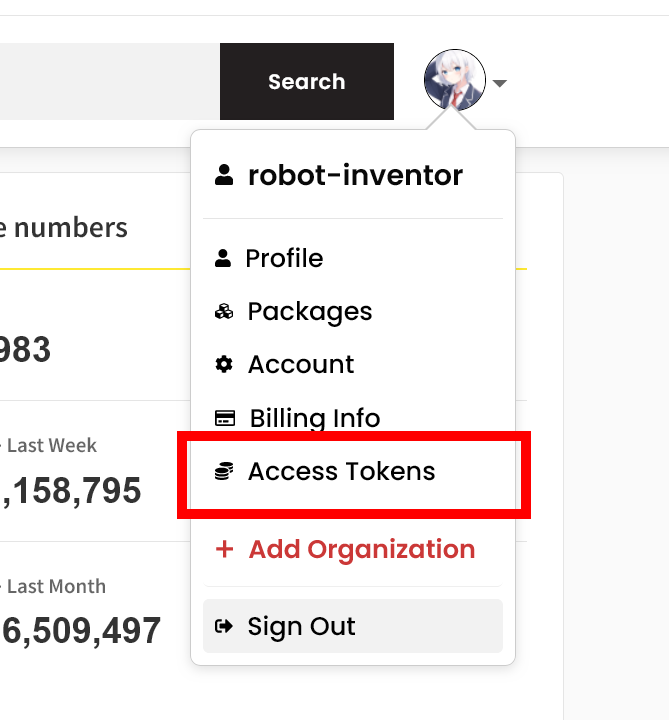 Search
robot-inventor
e numbers
Profile
Packages
983
Account
Billing Info
Last Week
Access Tokens
,158,795
Add Organization
Last Month
6,509,497
Sign Out